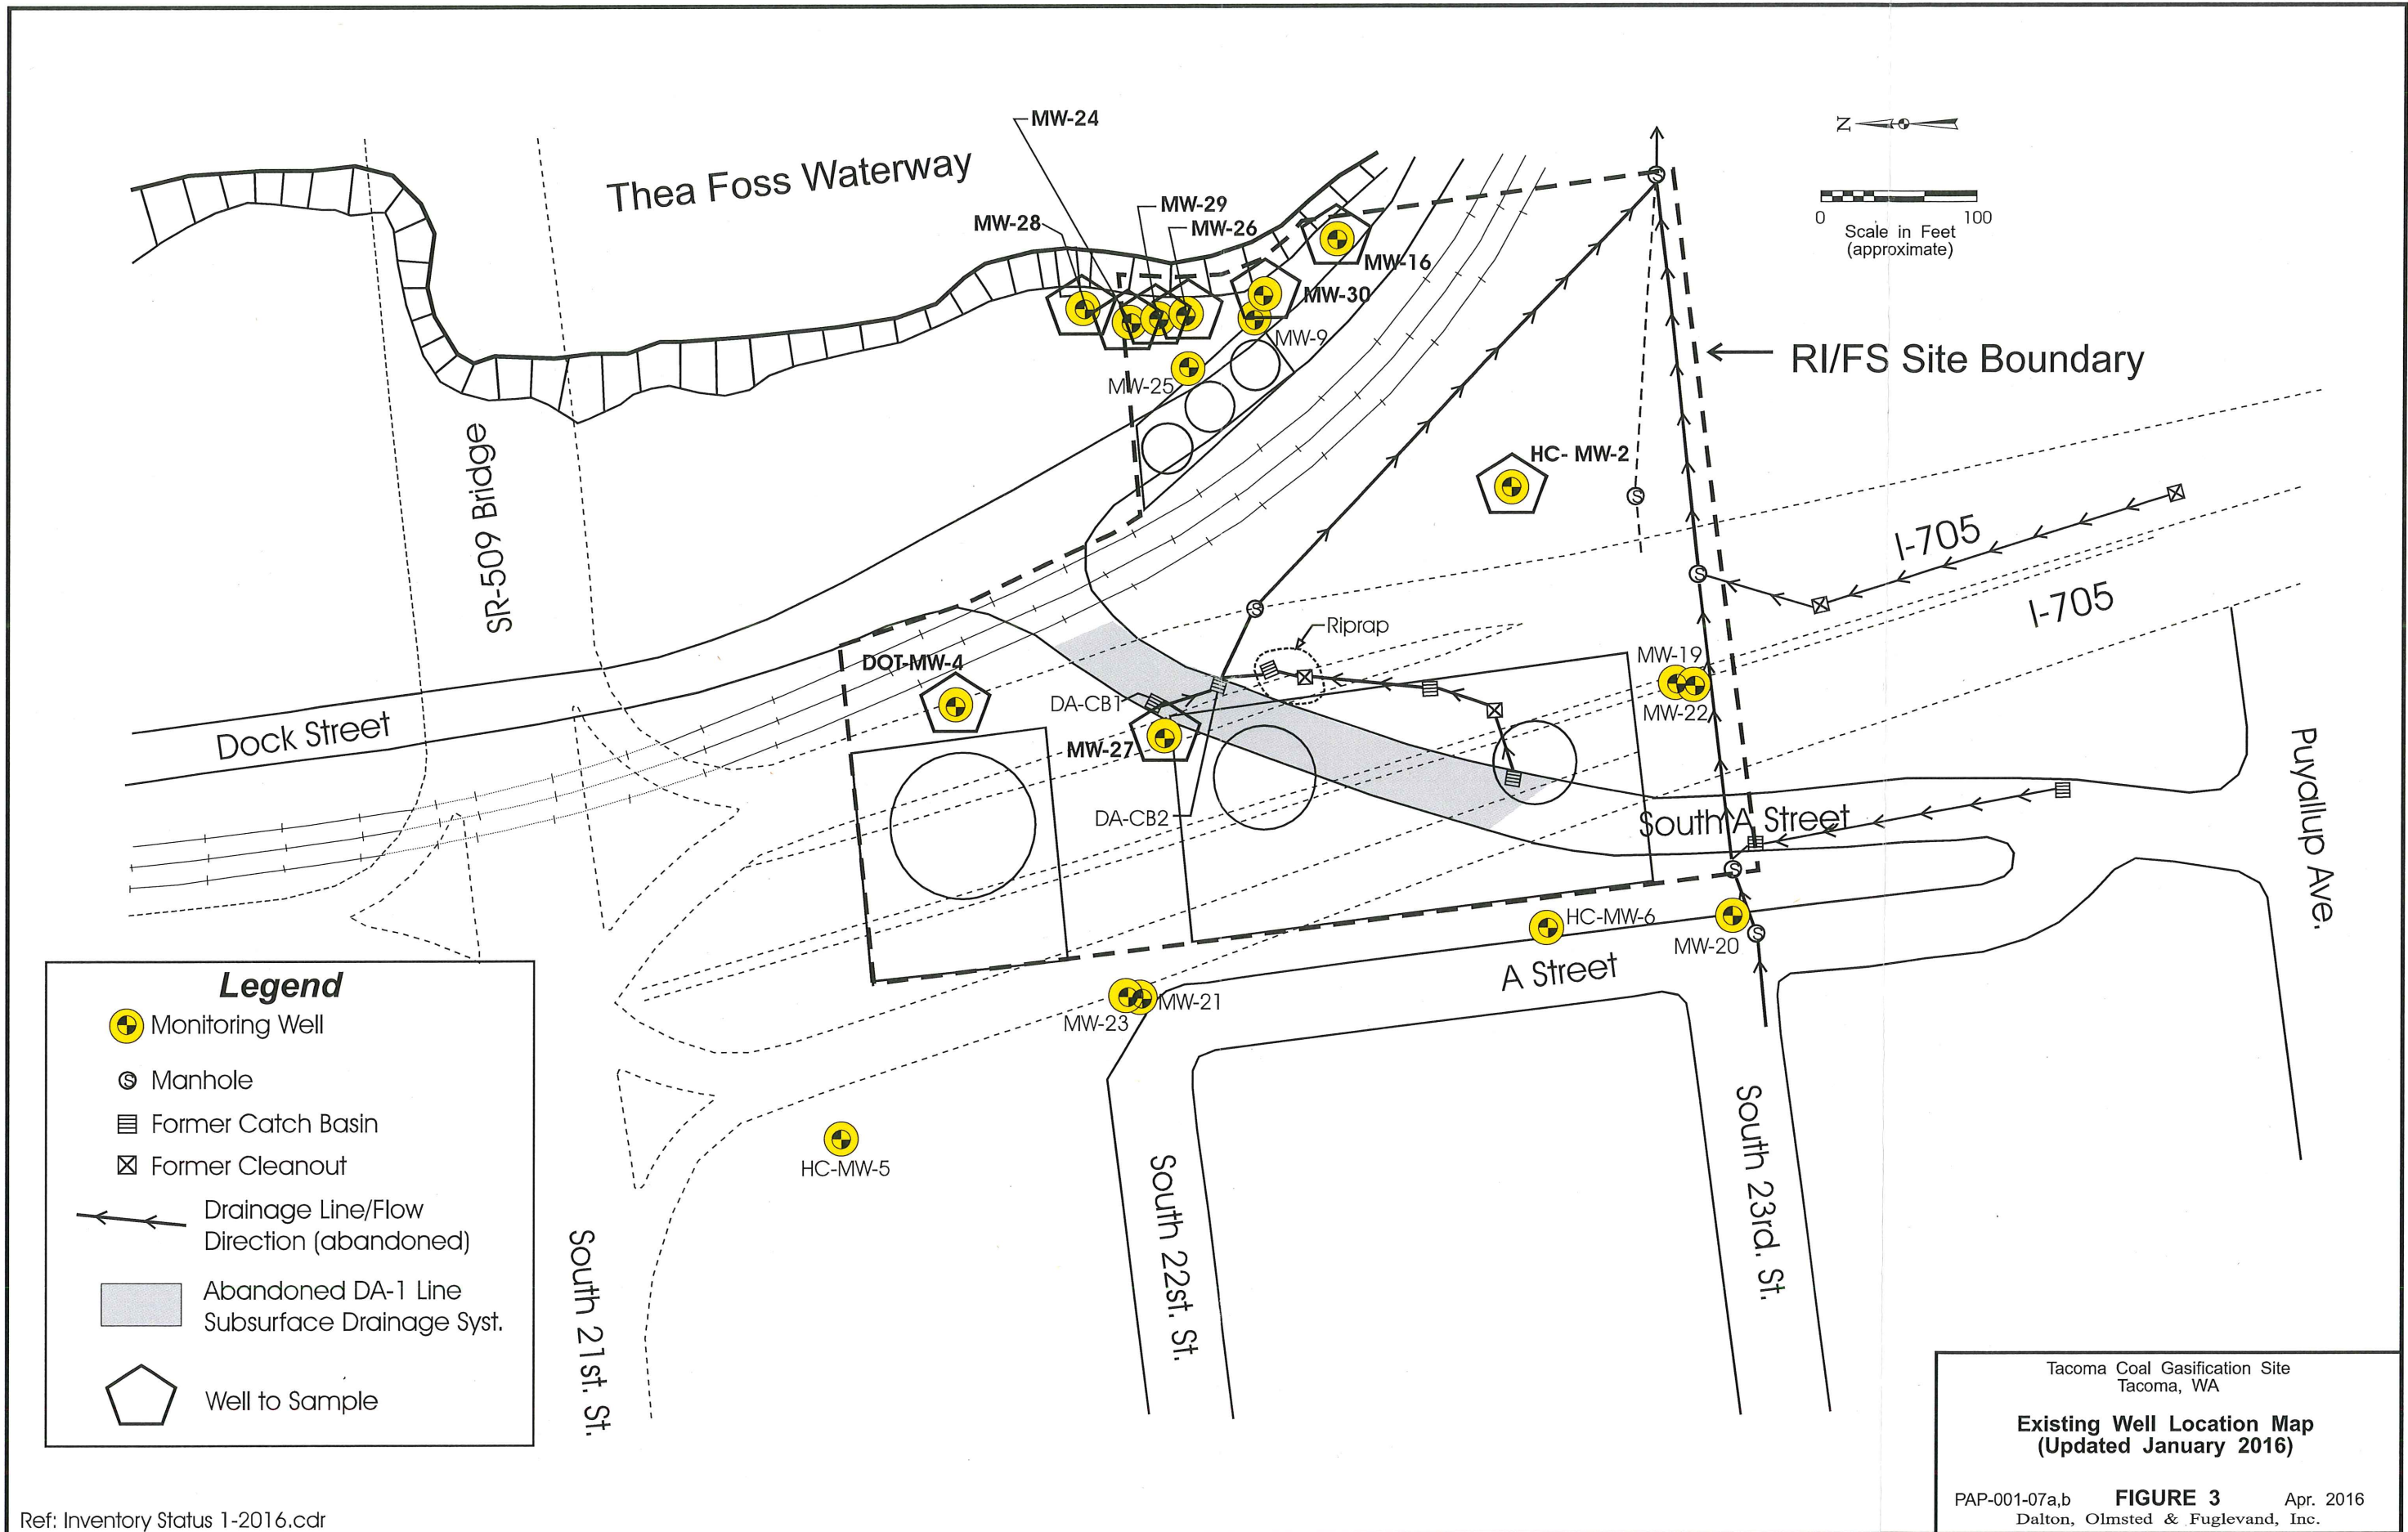 MW-24
Thea Foss Waterway
MW-28
MW-29
MW-26
MW-16
MW-30
MW-9
MW-25
N
0
100
Scale in Feet
(approximate)
RI/FS Site Boundary
HC- MW-2
SR-509 Bridge
I-705
I-705
Riprap
DOT-MW-4
DA-CB1
MW-27
DA-CB2
MW-19
MW-22
Dock Street
South A Street
Puyallup Ave.
HC-MW-6
MW-20
A Street
MW-21
MW-23
HC-MW-5
South 21st. St.
South 22st. St.
South 23rd. St.
S
S
S
S
S
S
Legend
Monitoring Well
S Manhole
Former Catch Basin
Former Cleanout
Drainage Line/Flow
Direction (abandoned)
Abandoned DA-1 Line
Subsurface Drainage Syst.
Well to Sample
Tacoma Coal Gasification Site
Tacoma, WA
Existing Well Location Map
(Updated January 2016)
PAP-001-07a,b FIGURE 3 Apr. 2016
Dalton, Olmsted & Fuglevand, Inc.
Ref: Inventory Status 1-2016.cdr